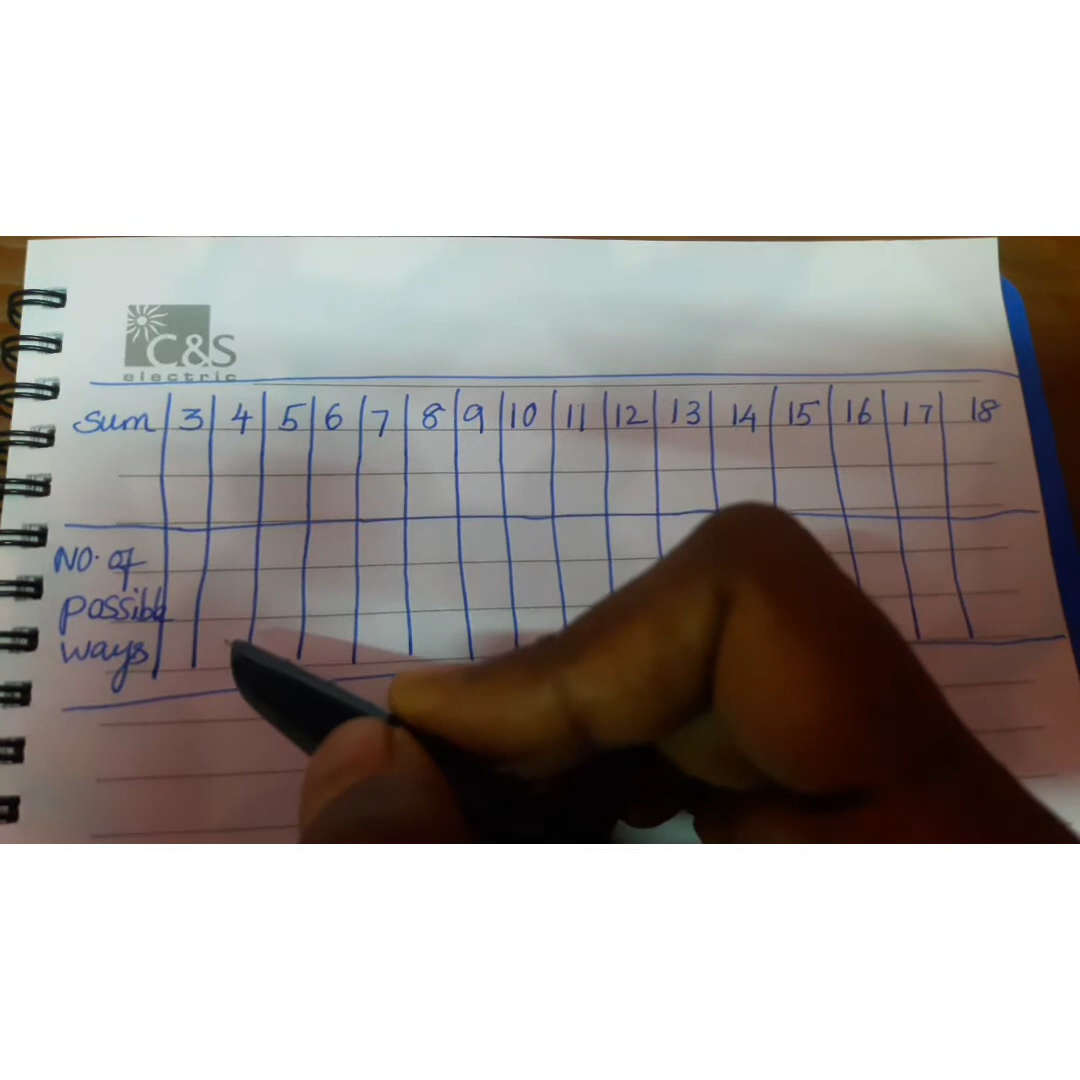 C&S
electric
Sum 3 4 5 6 7 8 9 10 11 12 13 14 15 16 17 18
NO. of
possible
ways